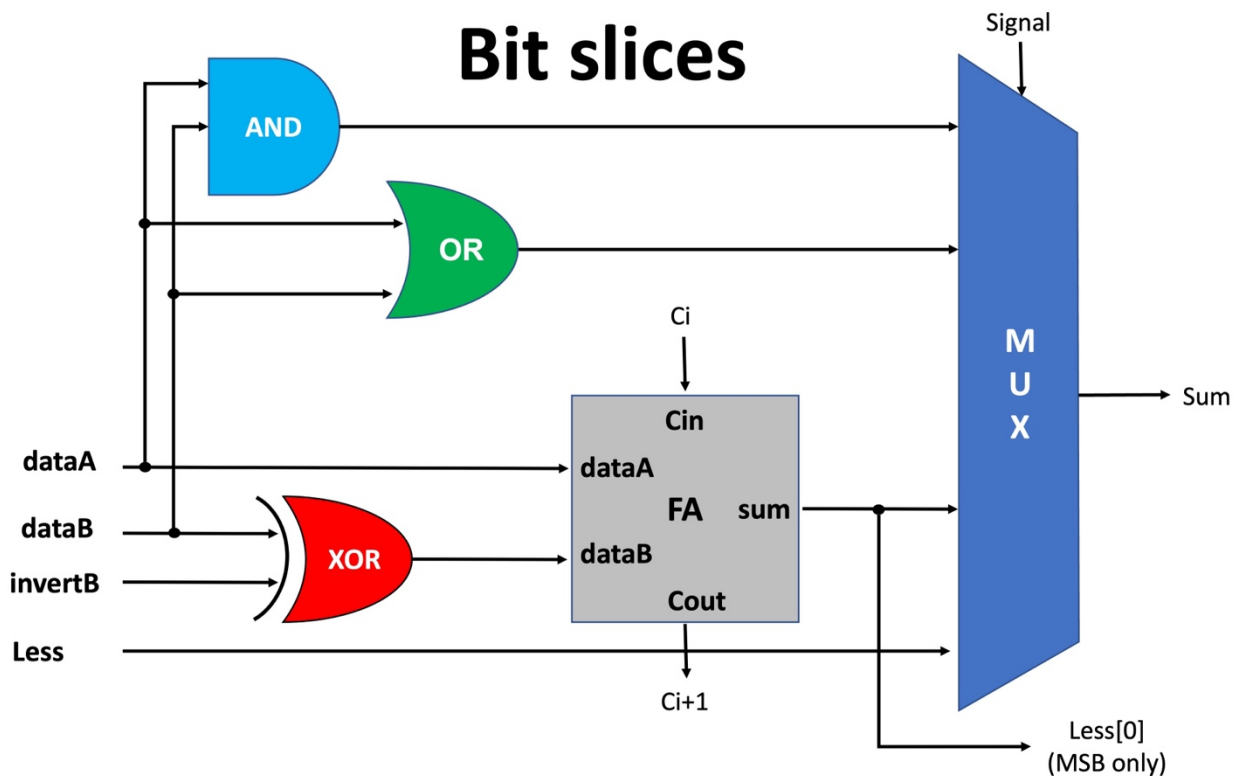 Bit slices
Signal
AND
OR
Ci
M
U
X
Sum
Cin
dataA
dataA
FA
sum
dataB
XOR
dataB
invertB
Cout
Less
Ci+1
Less[0]
(MSB only)